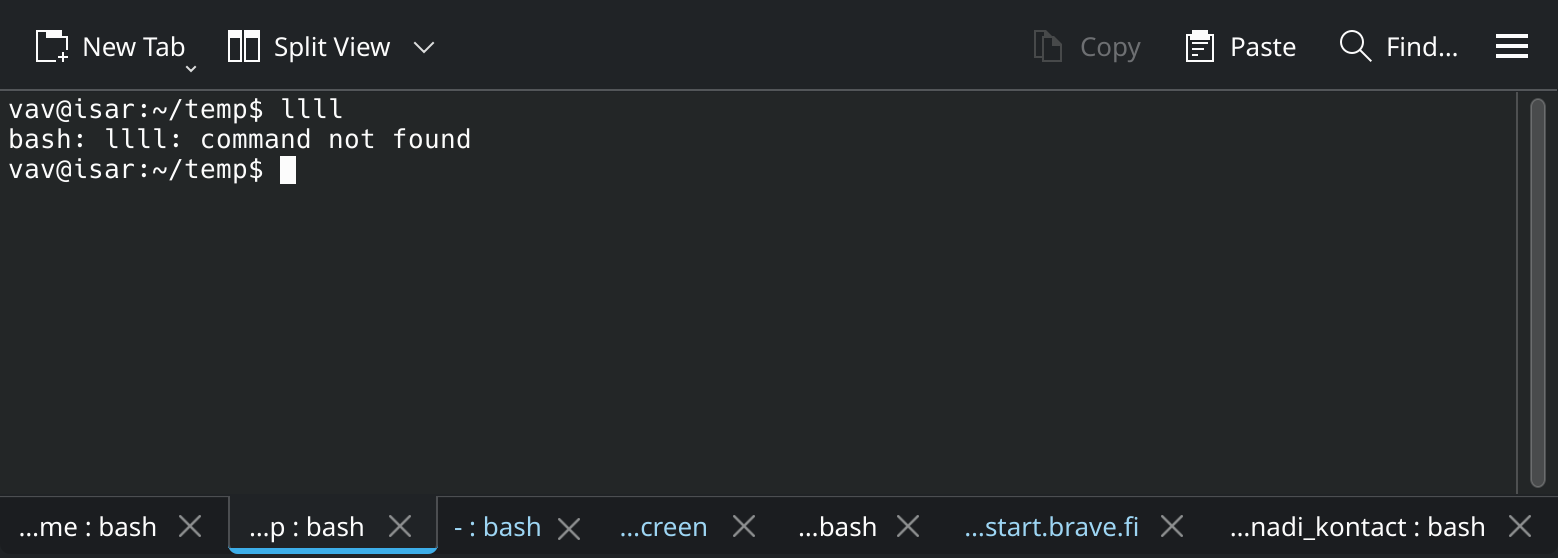 New Tab Split View Copy Paste Find...
vav@isar:~/temp$ llll
bash: llll: command not found
vav@isar:~/temp$
...me : bash ...p : bash - : bash ...creen ...bash ...start.brave.fi ...nadi_kontact : bash